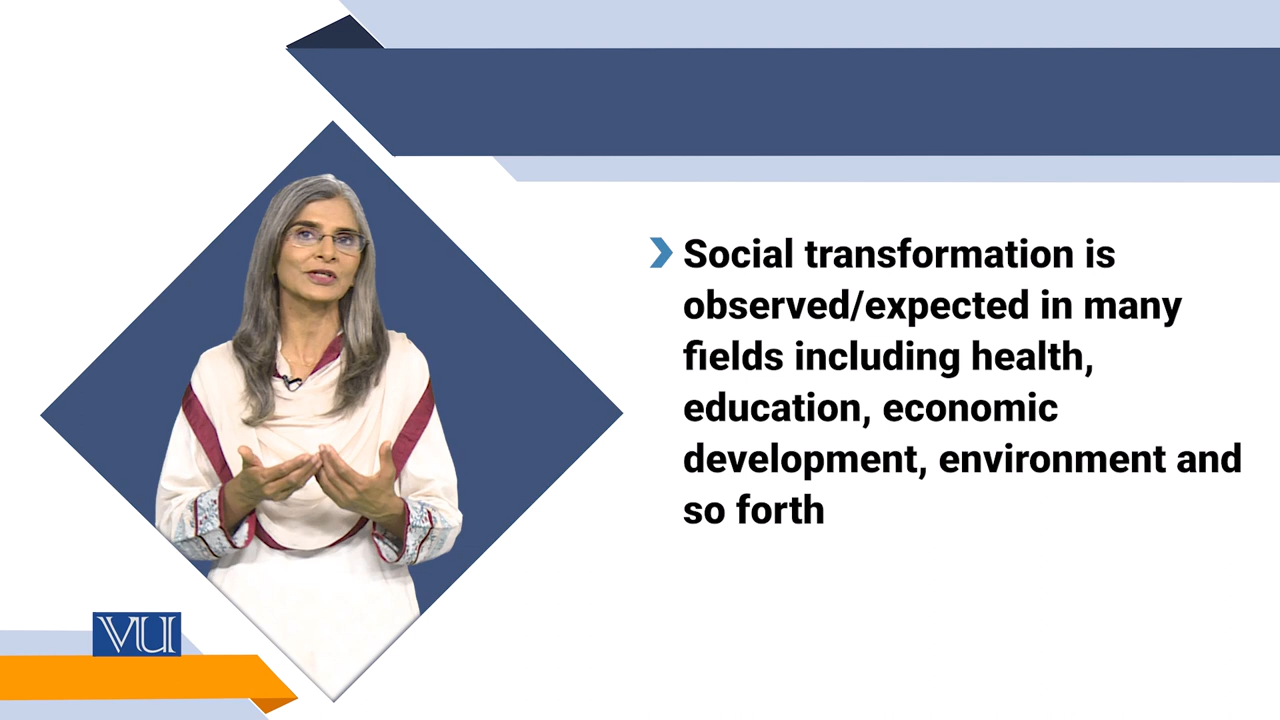 Social transformation is
observed/expected in many
fields including health,
education, economic
development, environment and
so forth
VU